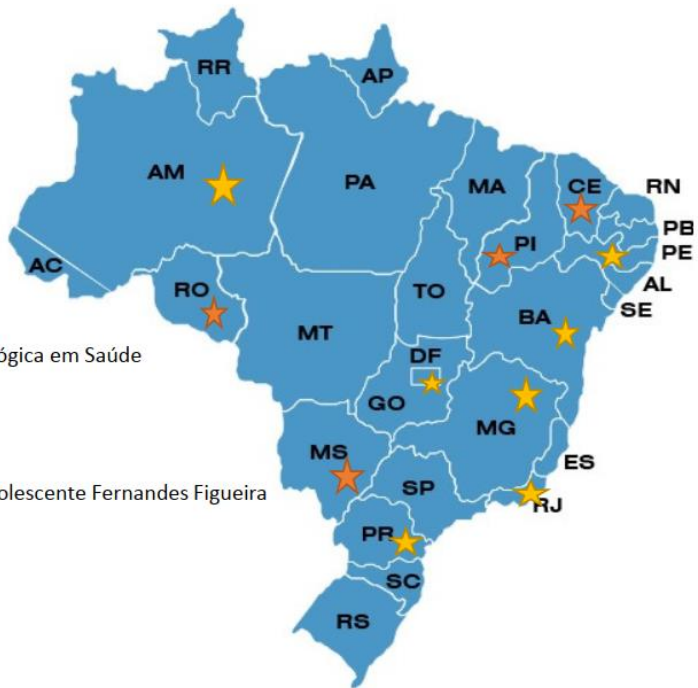 RR
AP
AM
PA
MA
CE
RN
PB
PI
PE
AC
AL
RO
TO
SE
BA
MT
ógica em Saúde
DF
GO
MG
MS
ES
olescente Fernandes Figueira
SP
RJ
PR
SC
RS